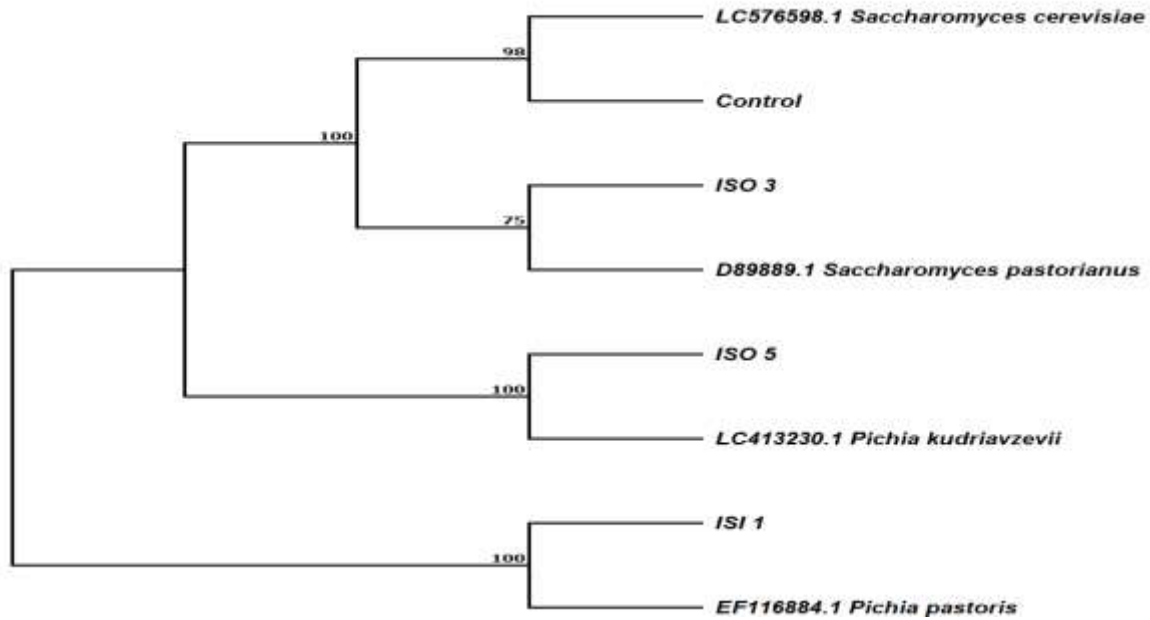 LC576598.1 Saccharomyces cerevisiae
98
Control
100
ISO 3
75
D89889.1 Saccharomyces pastorianus
ISO 5
100
LC413230.1 Pichia kudriavzevii
ISI 1
100
EF116884.1 Pichia pastoris